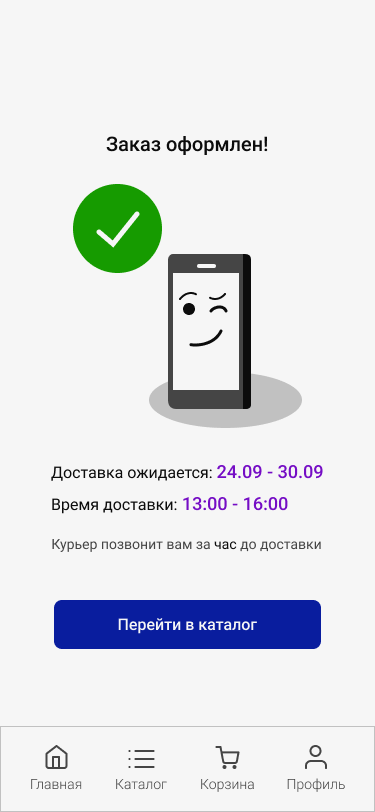 Заказ оформлен!
Доставка ожидается: 24.09 - 30.09
Время доставки: 13:00 - 16:00
Курьер позвонит вам за час до доставки
Перейти в каталог
Главная Каталог Корзина Профиль